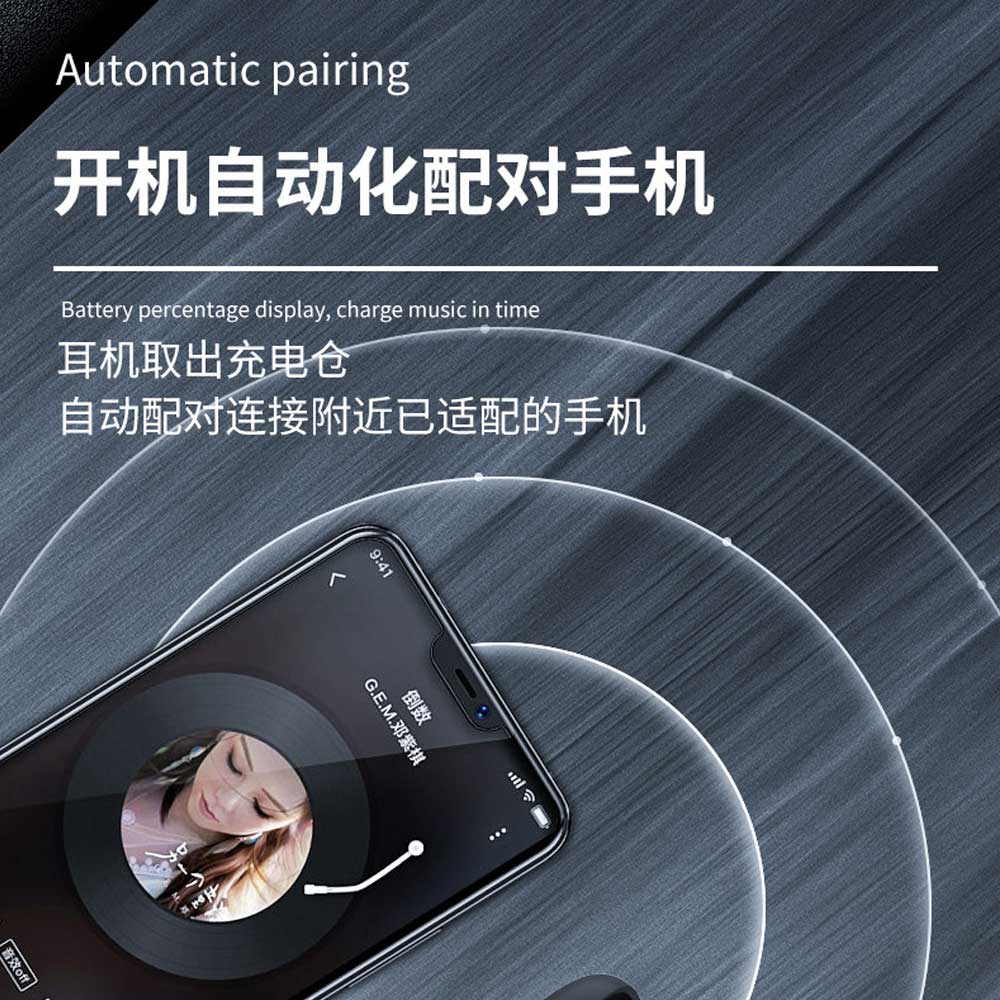 Automatic pairing
开机自动化配对手机
Battery percentage display, charge music in time
耳机取出充电仓
自动配对连接附近已适配的手机
9:41
倒数
G.E.M.邓紫棋
音效off